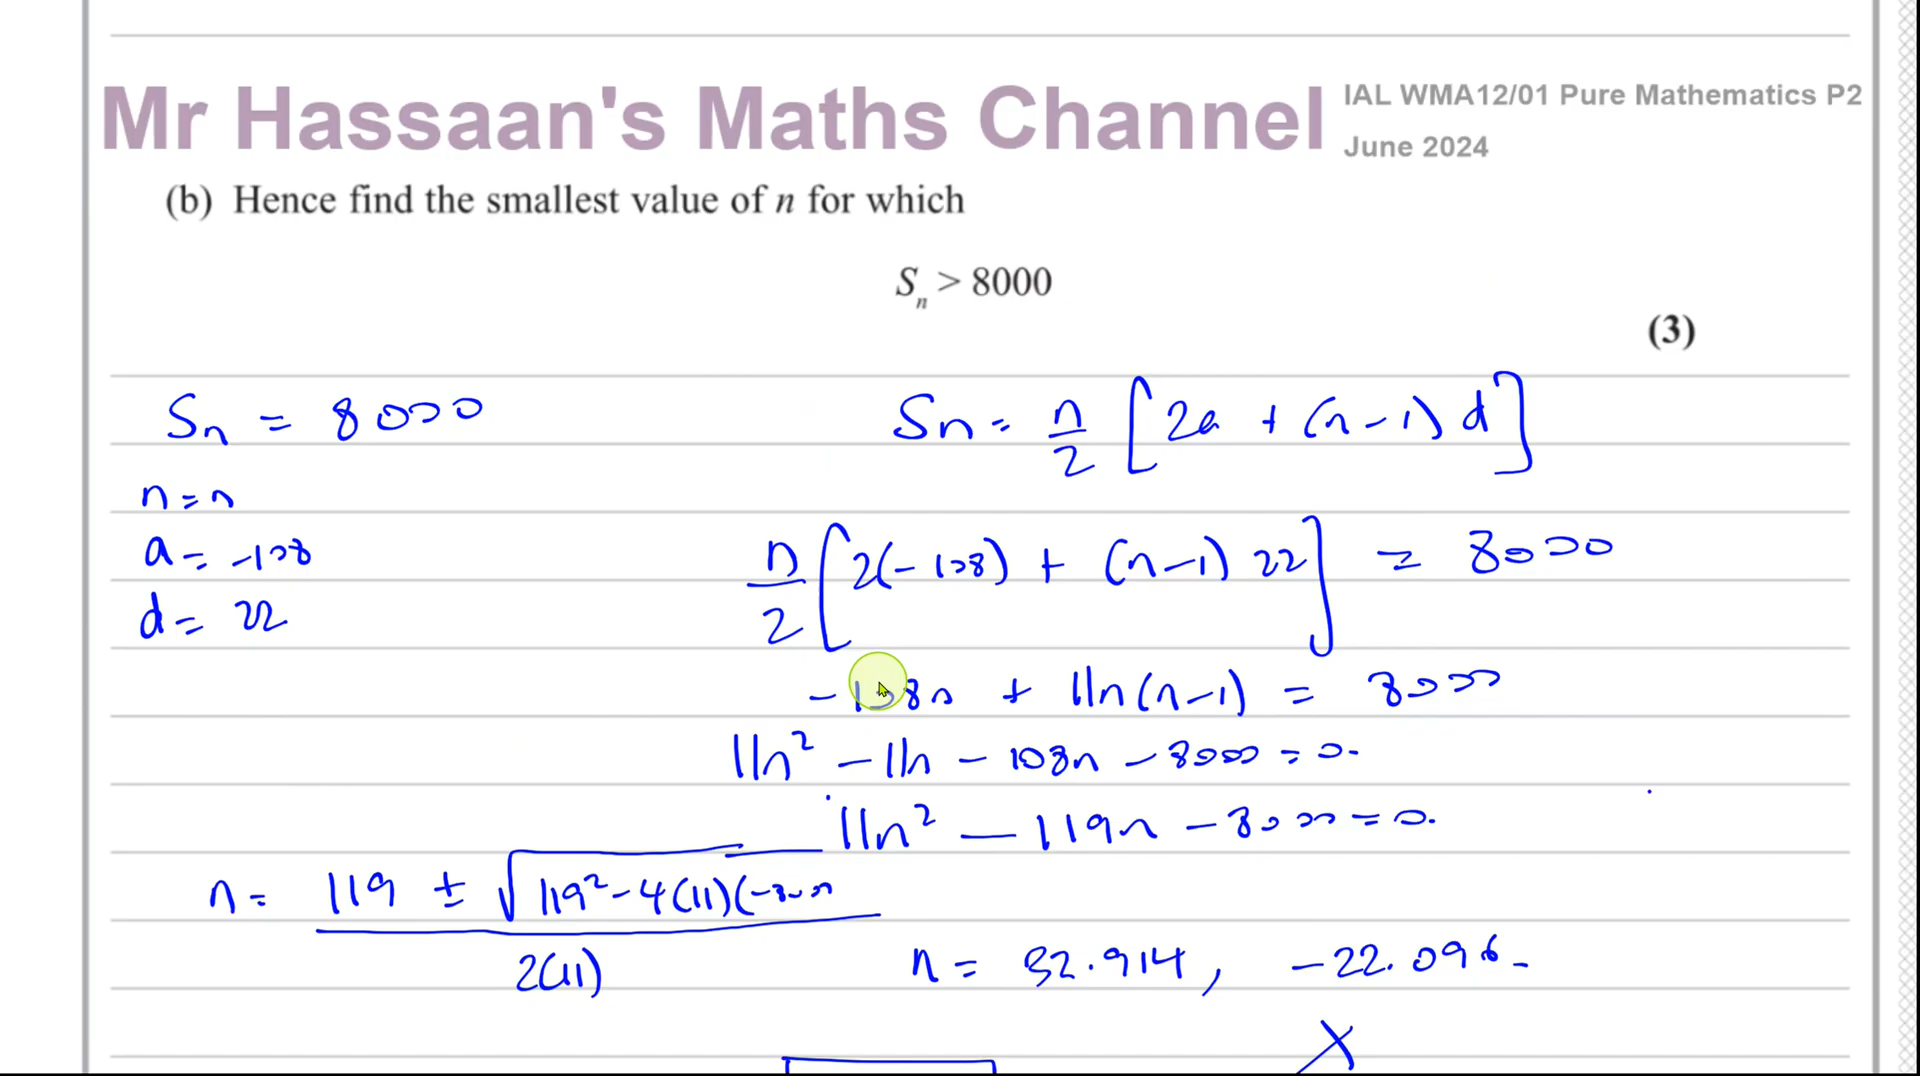 Mr Hassaan's Maths Channel
IAL WMA12/01 Pure Mathematics P2
June 2024
(b) Hence find the smallest value of n for which
Sn > 8000
(3)
Sn = 8000
Sn = n/2 [2a + (n-1)d]
n = n
a = -108
d = 22
n/2 [2(-108) + (n-1)22] = 8000
-108n + 11n(n-1) = 8000
11n² - 11n - 108n - 8000 = 0.
11n² - 119n - 8000 = 0.
n = 119 ± √119² - 4(11)(-8000 / 2(11)
n = 32.914, -22.096-
X